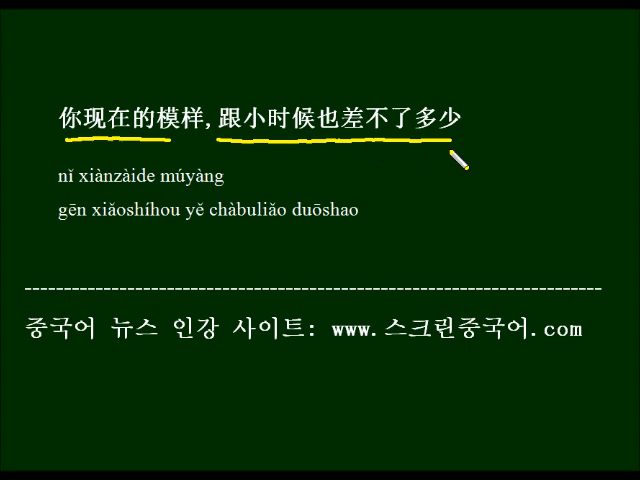 你现在的模样,跟小时候也差不了多少
nǐ xiànzàide múyàng
gēn xiǎoshíhou yě chàbuliǎo duōshao
중국어 뉴스 인강 사이트: www.스크린중국어.com